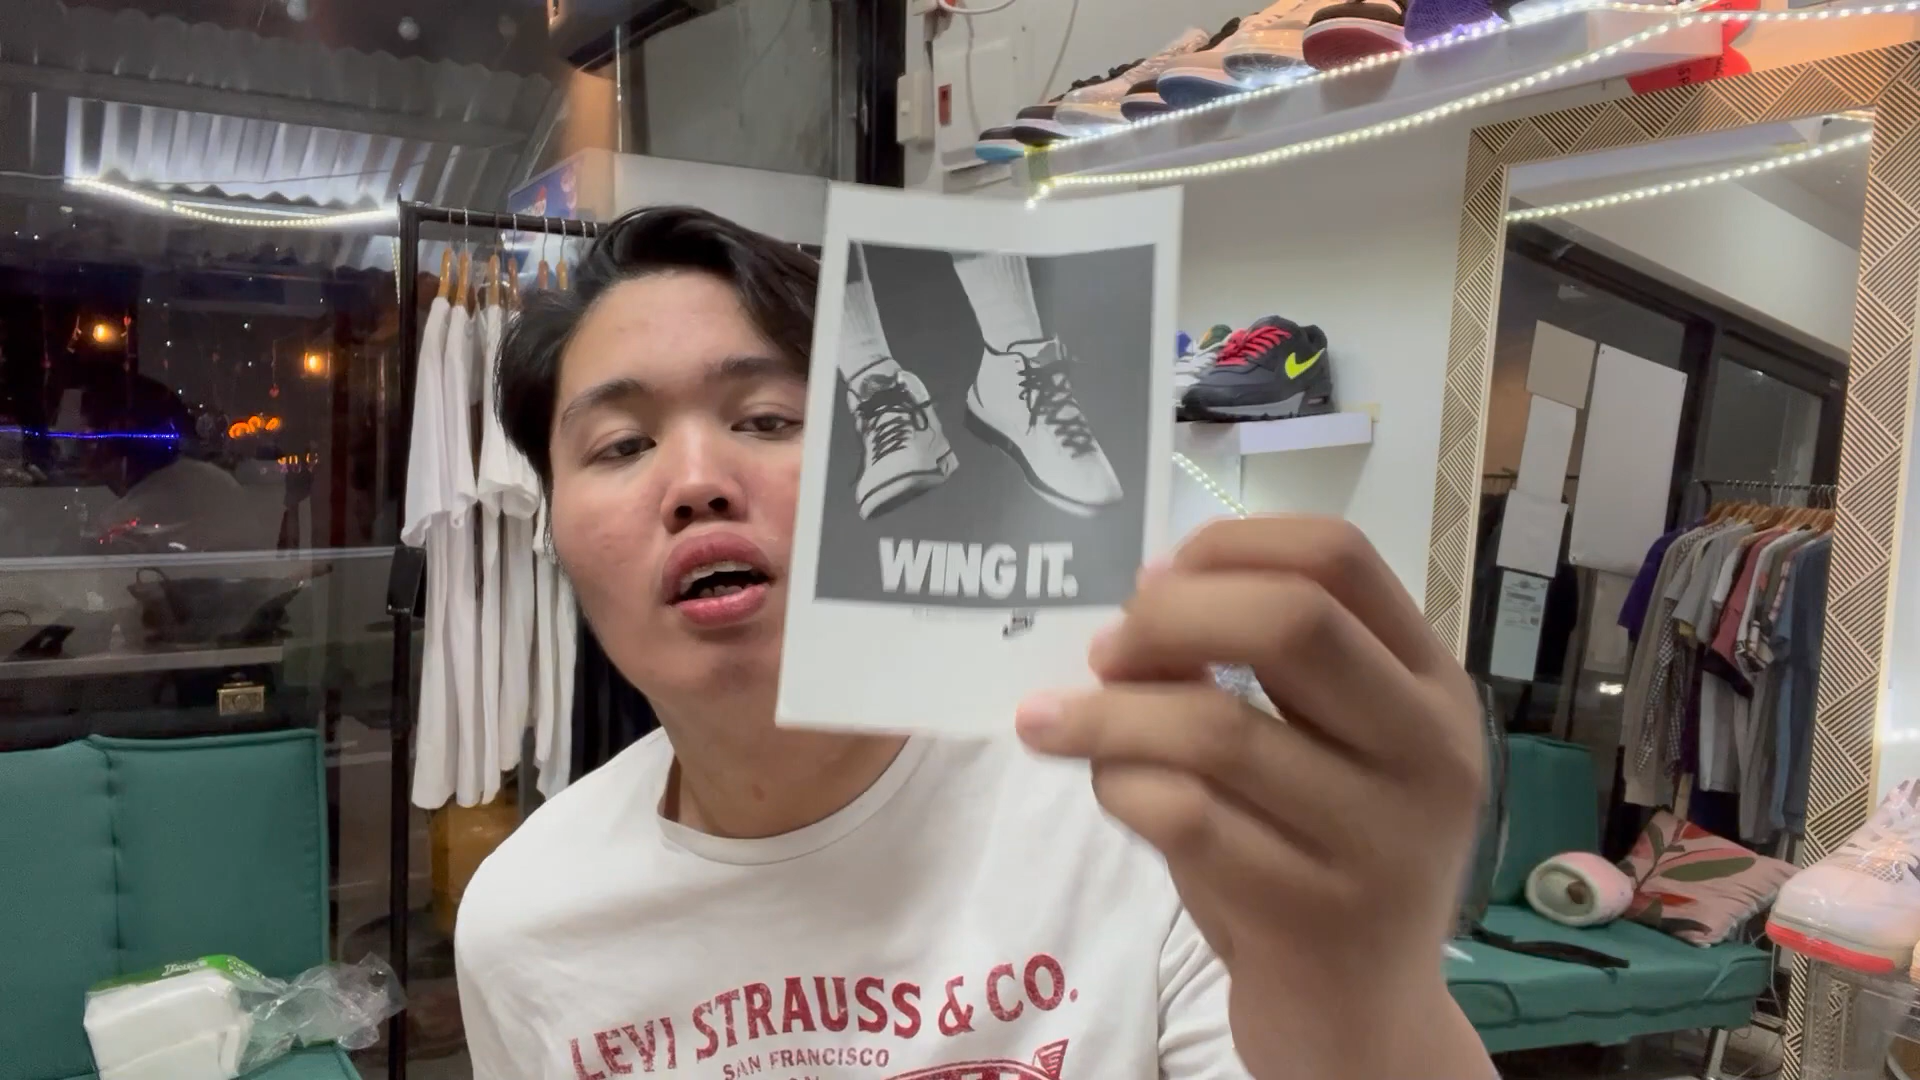 WING IT.
LEVI STRAUSS & CO.
SAN FRANCISCO